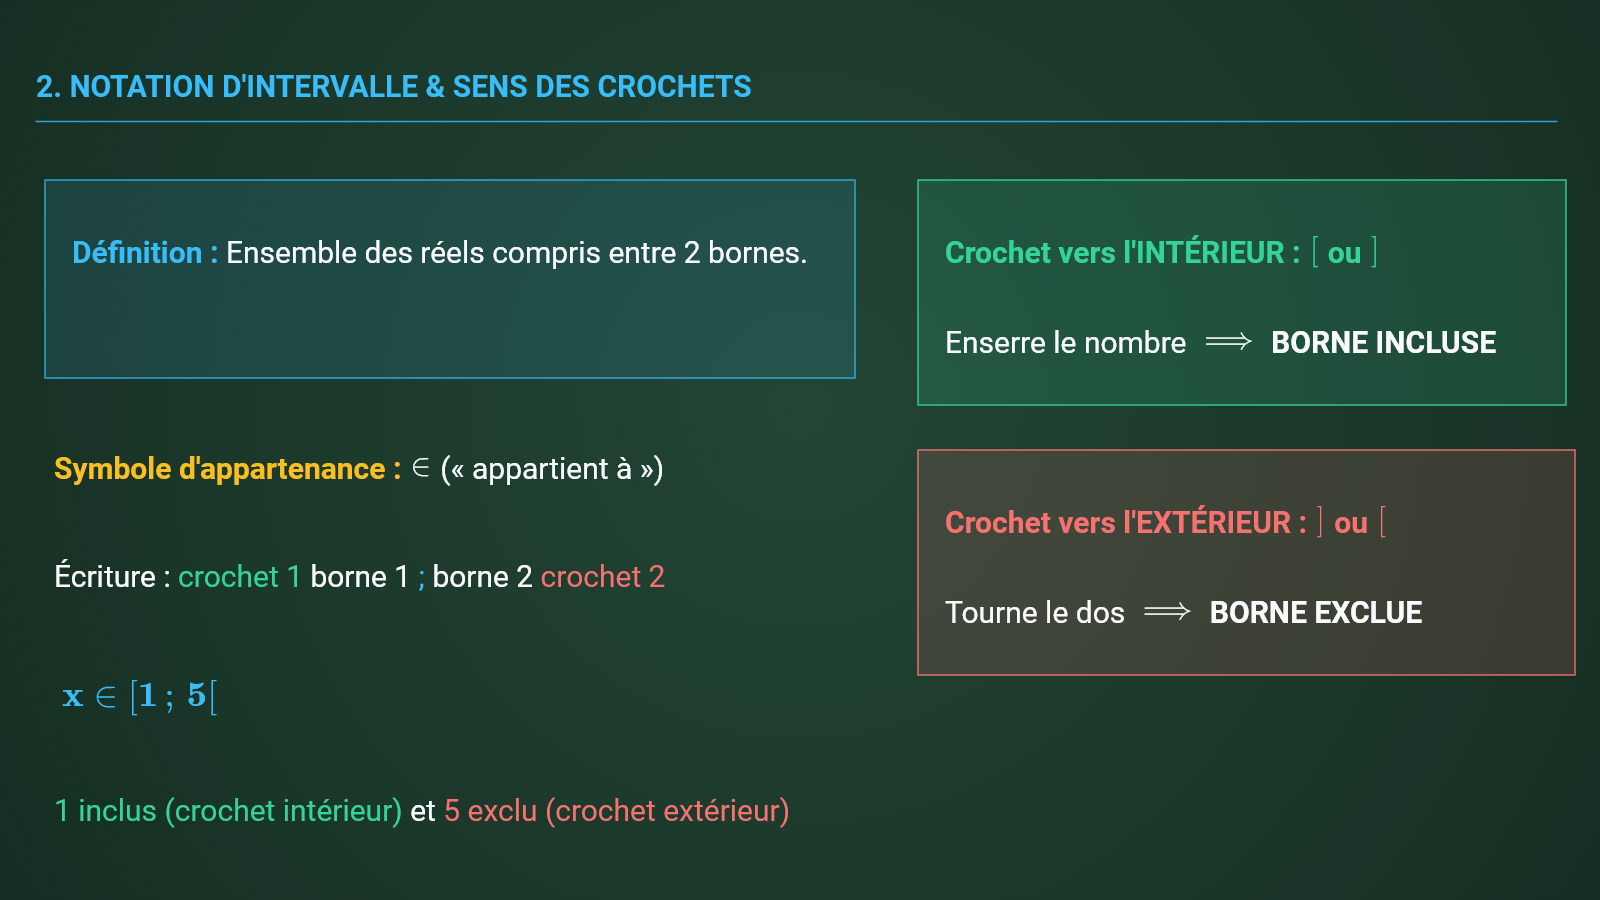 2. NOTATION D'INTERVALLE & SENS DES CROCHETS
Définition : Ensemble des réels compris entre 2 bornes.
Symbole d'appartenance : ∈ (« appartient à »)
Écriture : crochet 1 borne 1 ; borne 2 crochet 2
x ∈ [1 ; 5[
1 inclus (crochet intérieur) et 5 exclu (crochet extérieur)
Crochet vers l'INTÉRIEUR : [ ou ]
Enserre le nombre ⟹ BORNE INCLUSE
Crochet vers l'EXTÉRIEUR : ] ou [
Tourne le dos ⟹ BORNE EXCLUE